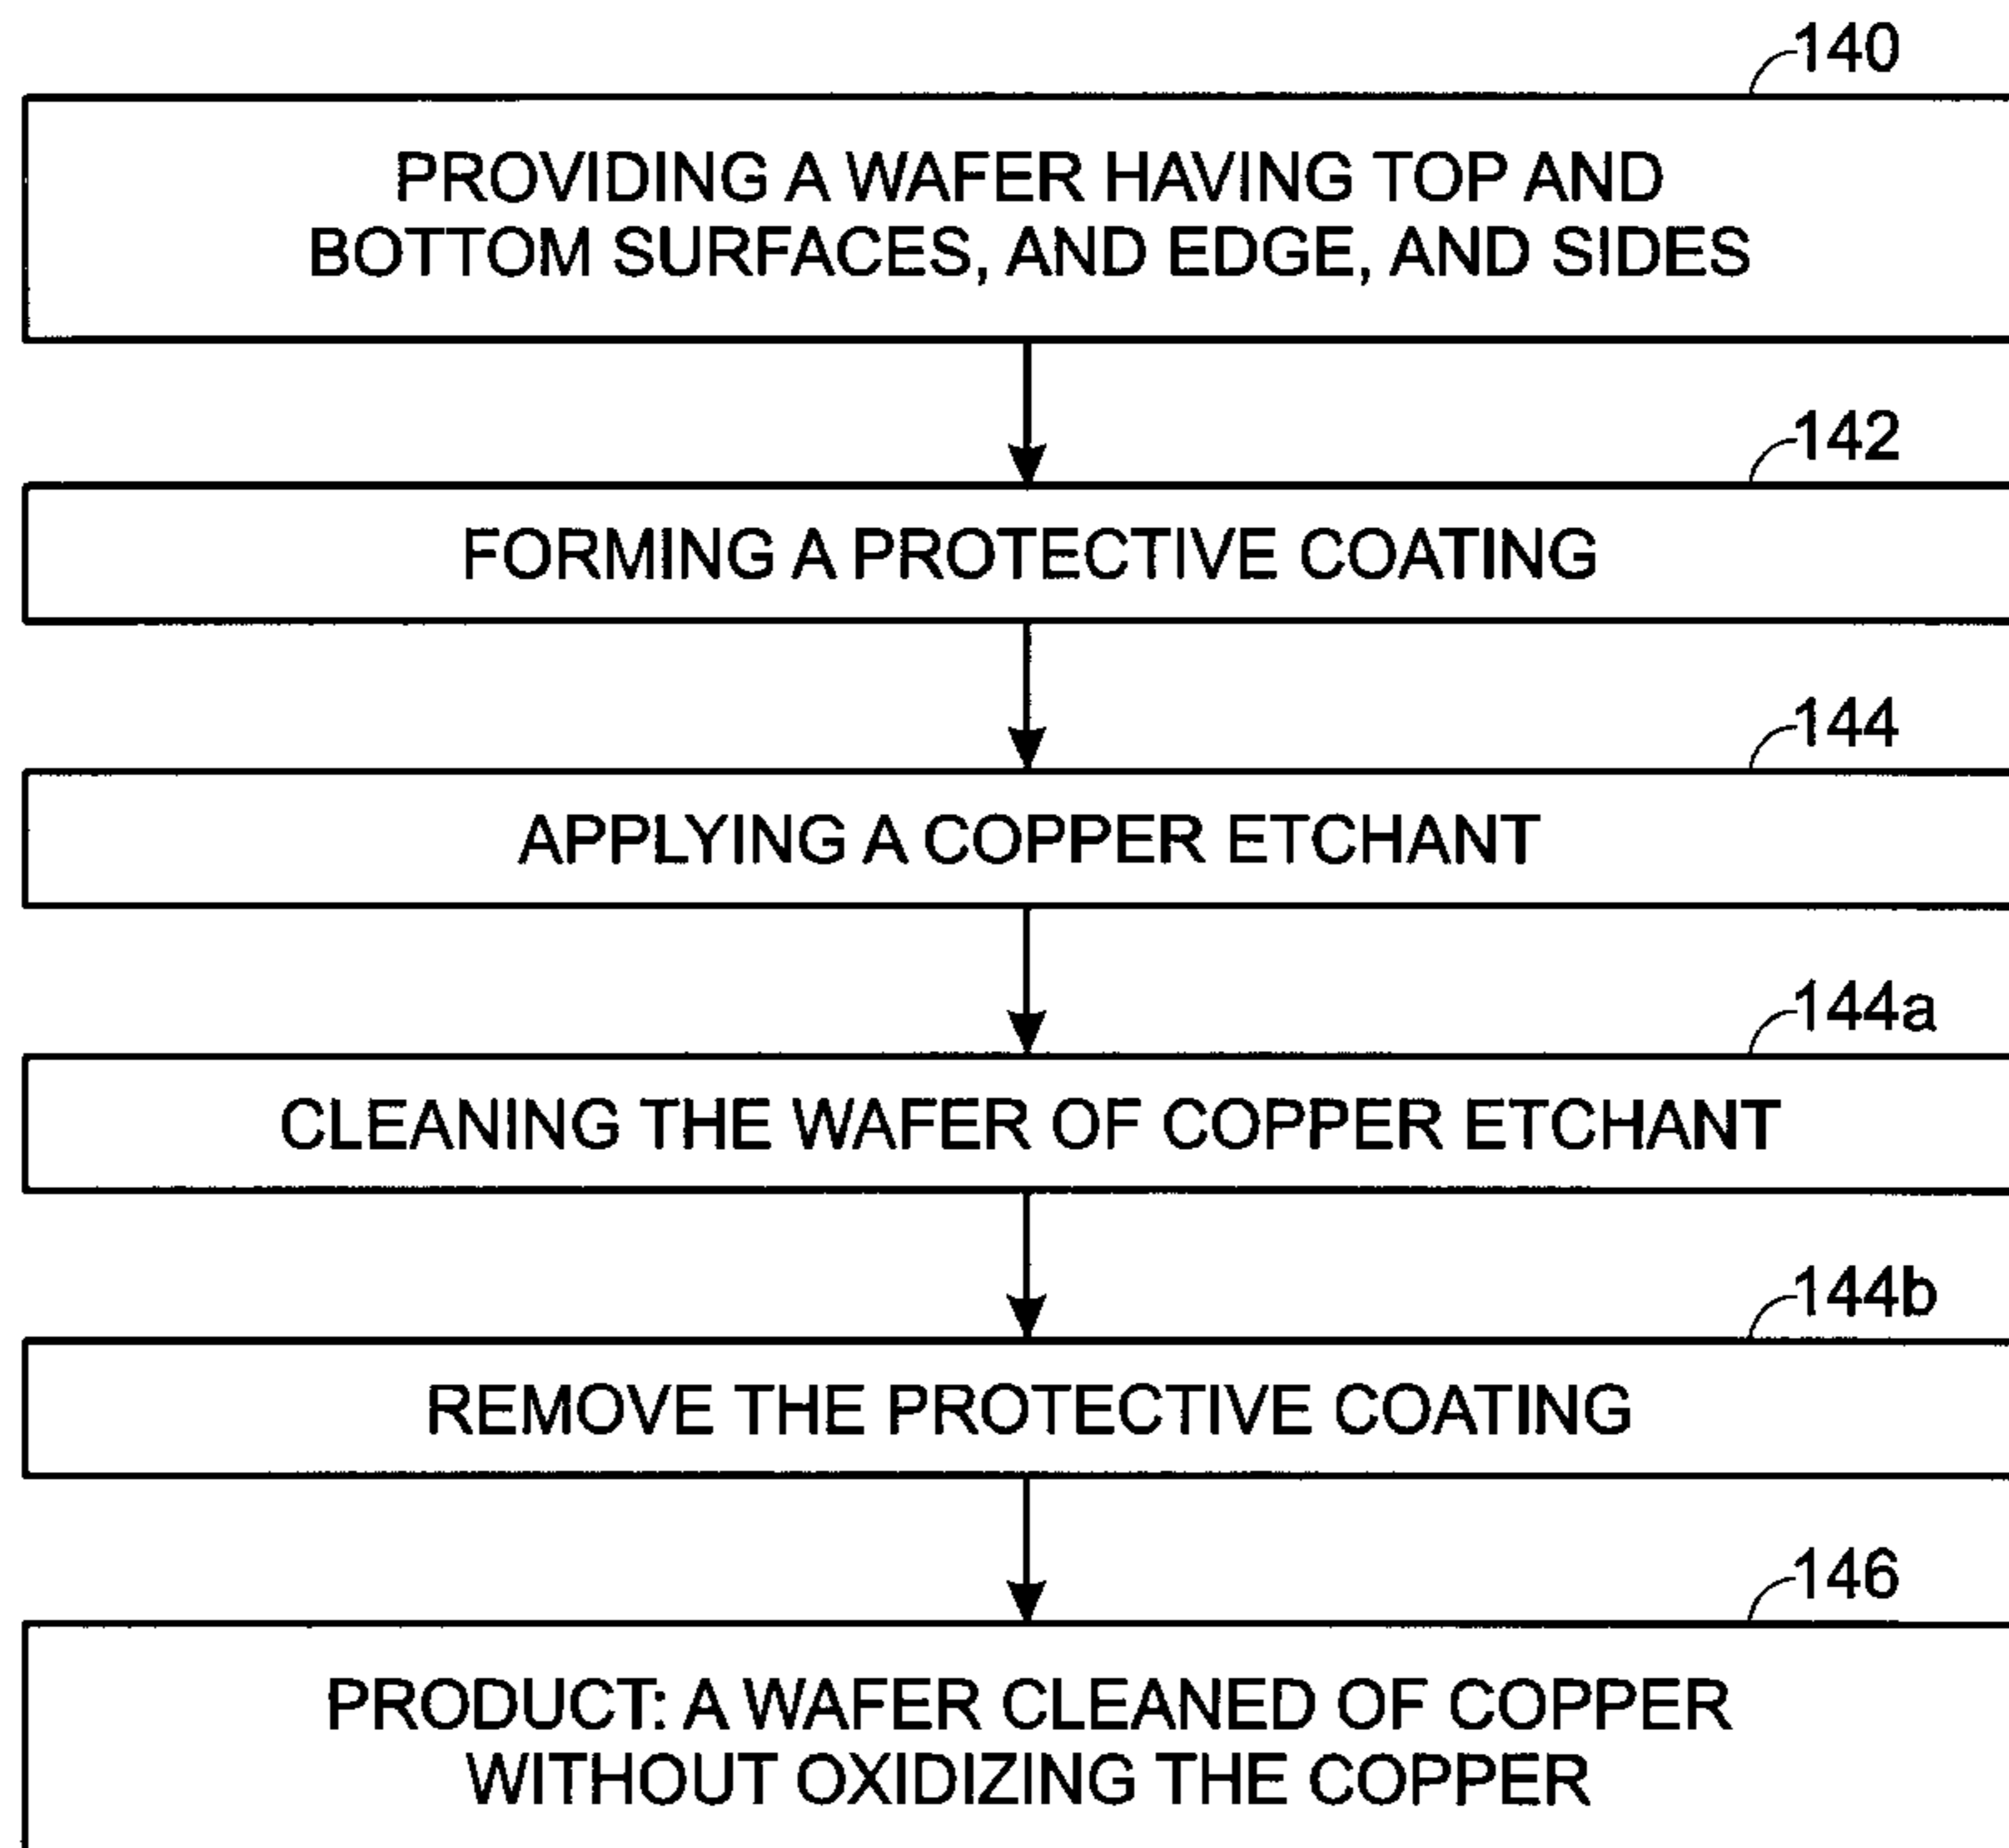 140
PROVIDING A WAFER HAVING TOP AND
BOTTOM SURFACES, AND EDGE, AND SIDES
142
FORMING A PROTECTIVE COATING
144
APPLYING A COPPER ETCHANT
144a
CLEANING THE WAFER OF COPPER ETCHANT
144b
REMOVE THE PROTECTIVE COATING
146
PRODUCT: A WAFER CLEANED OF COPPER
WITHOUT OXIDIZING THE COPPER